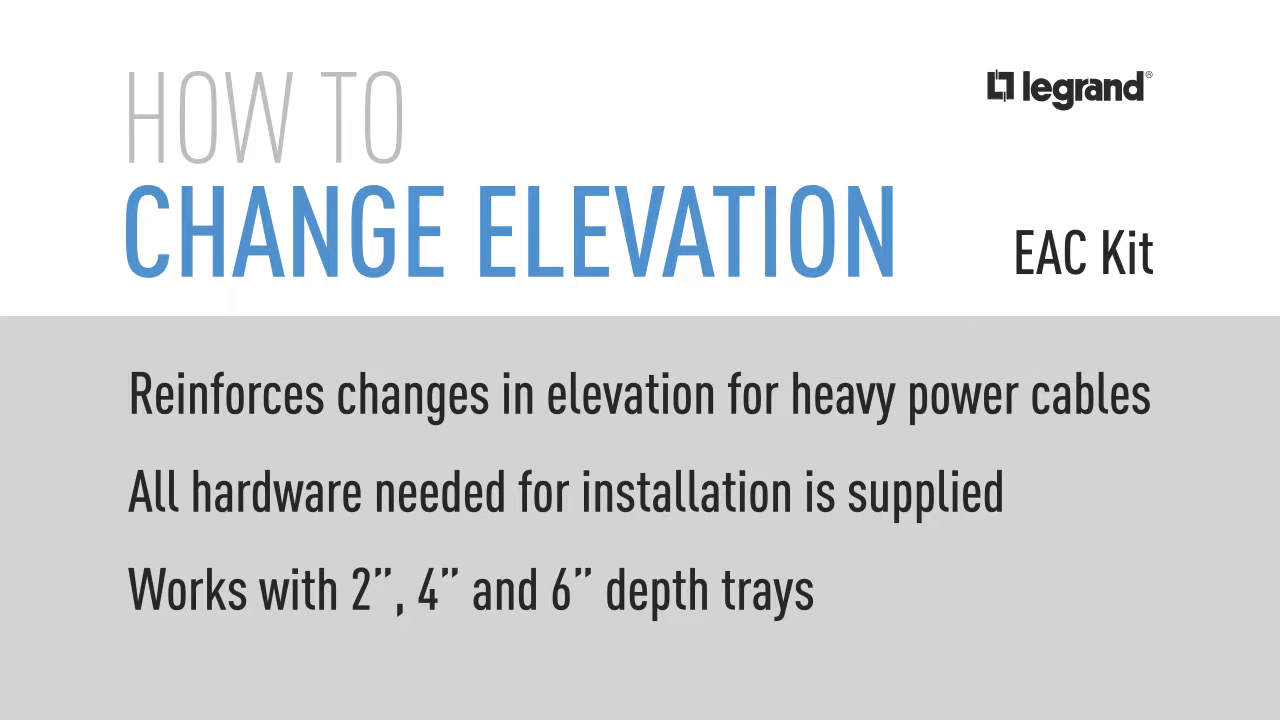 HOW TO
legrand®
CHANGE ELEVATION
EAC Kit
Reinforces changes in elevation for heavy power cables
All hardware needed for installation is supplied
Works with 2”, 4” and 6” depth trays